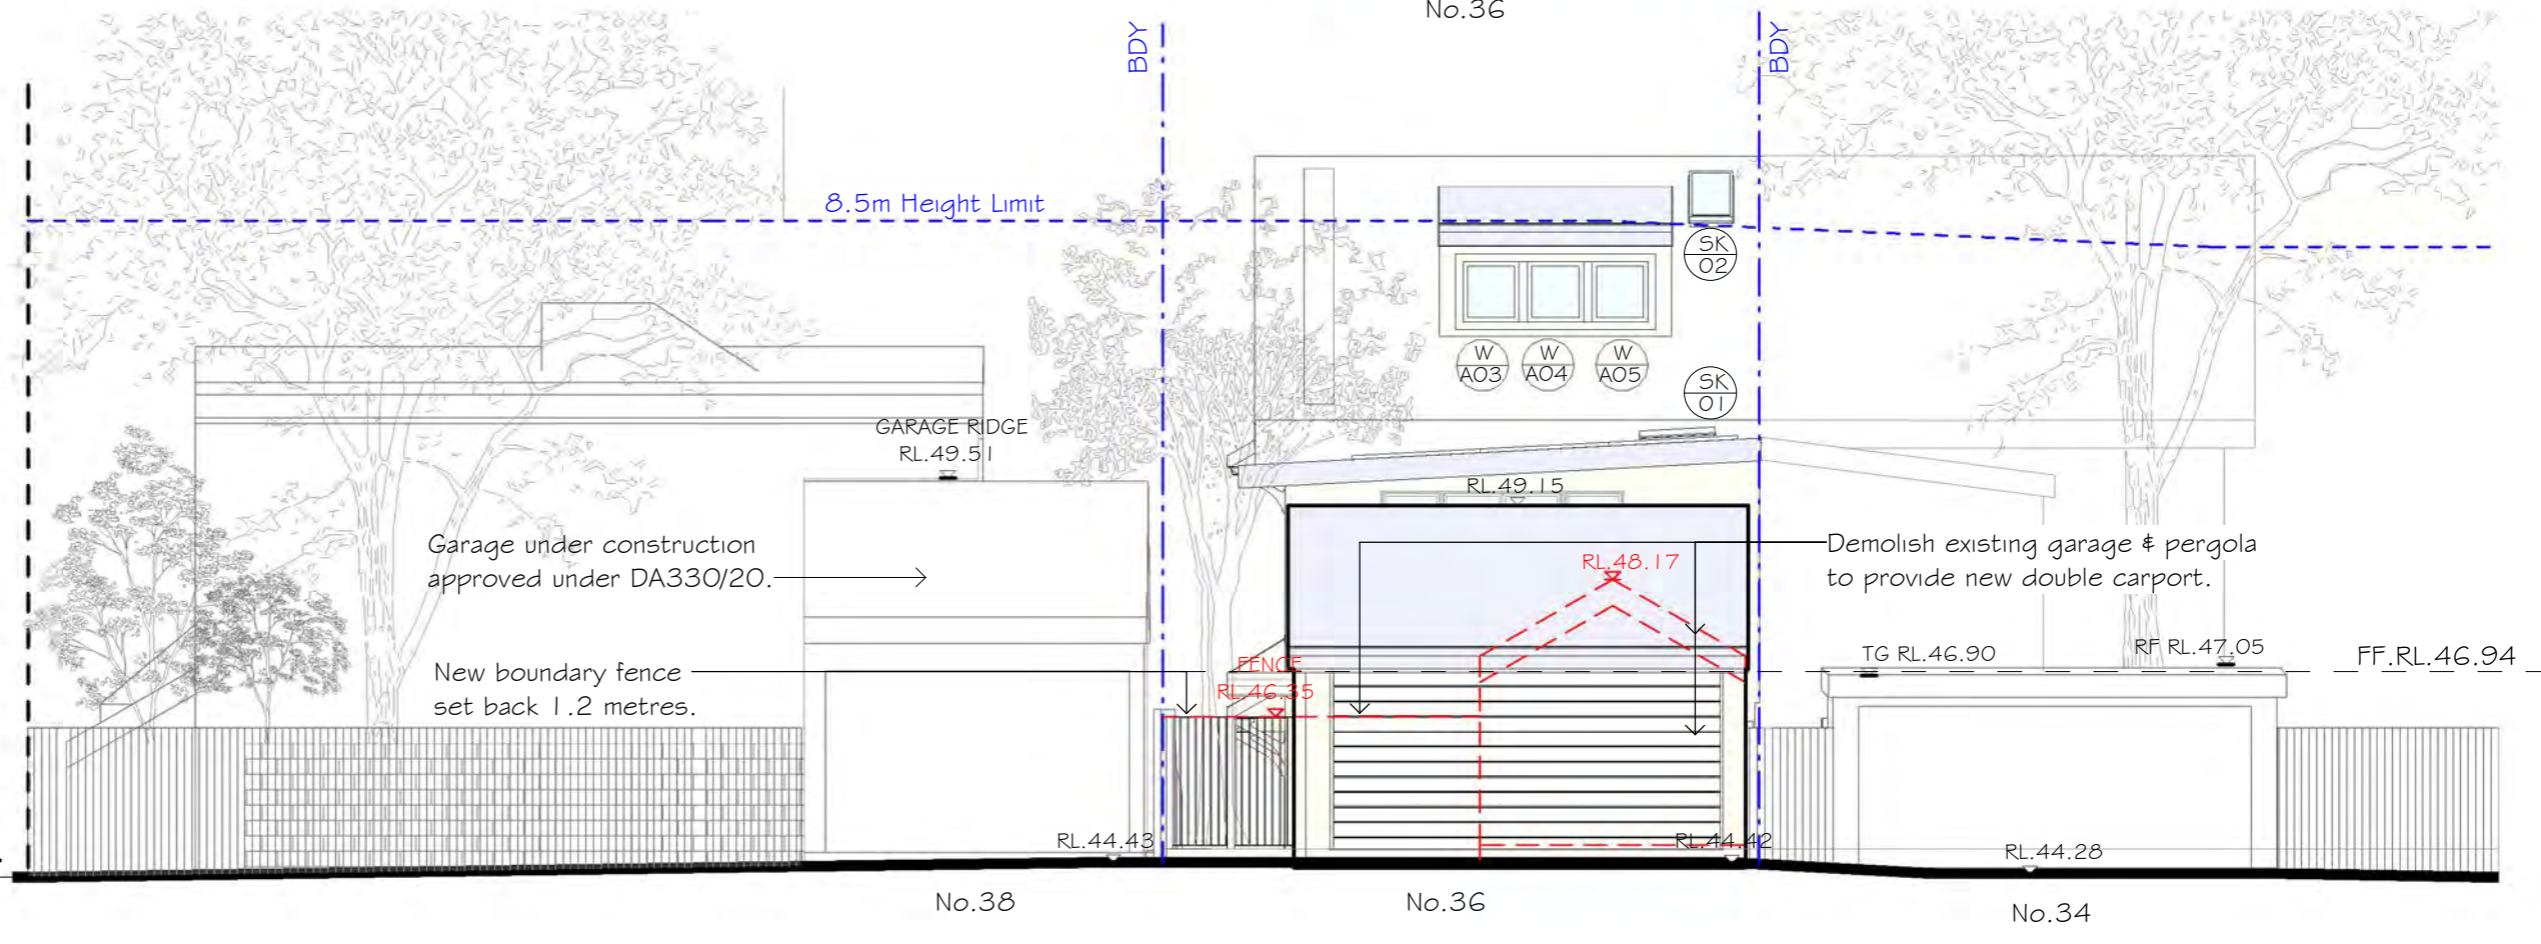 No.36
BDY
BDY
8.5m Height Limit
SK
02
W
A03
W
A04
W
A05
SK
01
GARAGE RIDGE
RL.49.51
RL.49.15
Garage under construction
approved under DA330/20.
RL.48.17
Demolish existing garage & pergola
to provide new double carport.
New boundary fence
set back 1.2 metres.
FENCE
RL.46.35
TG RL.46.90
RF RL.47.05
FF.RL.46.94
RL.44.43
RL.44.42
RL.44.28
No.38
No.36
No.34